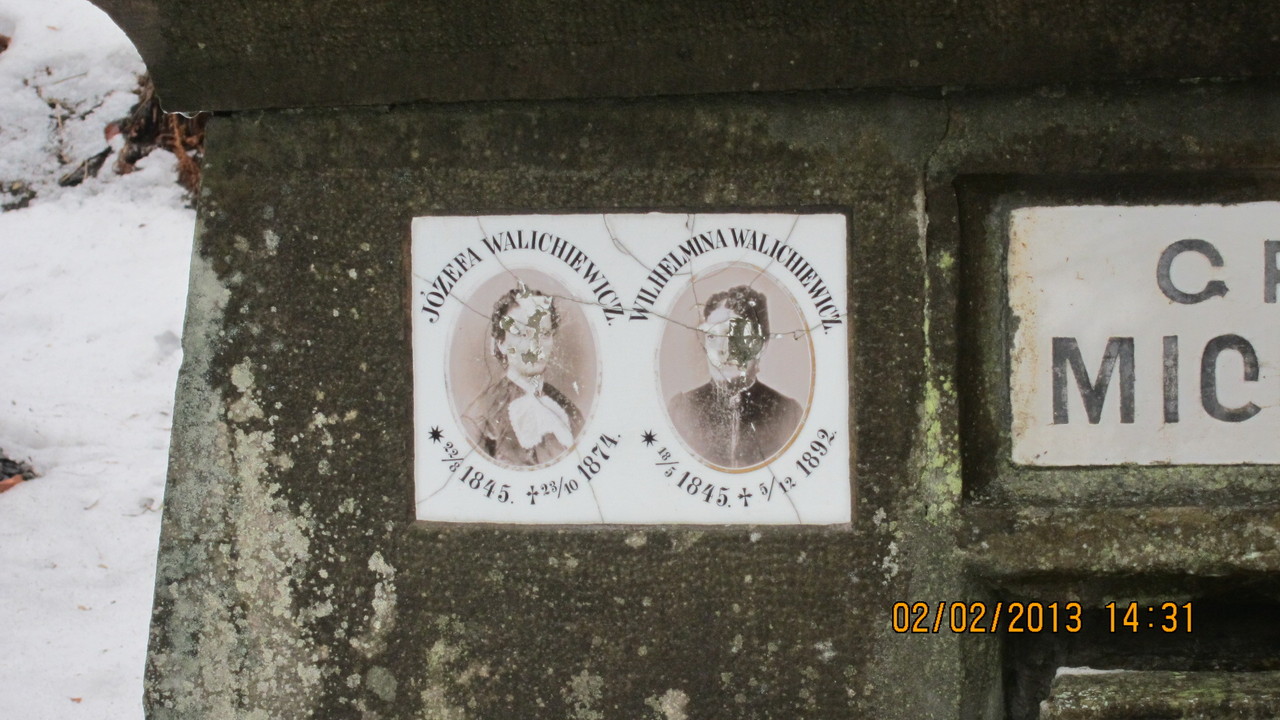 JÓZEFA WALICHIEWICZ.
* 22/8 1845. ✝ 23/10 1874.
WILHELMINA WALICHIEWICZ.
* 18/5 1845. ✝ 5/12 1892.
MIC
02/02/2013 14:31